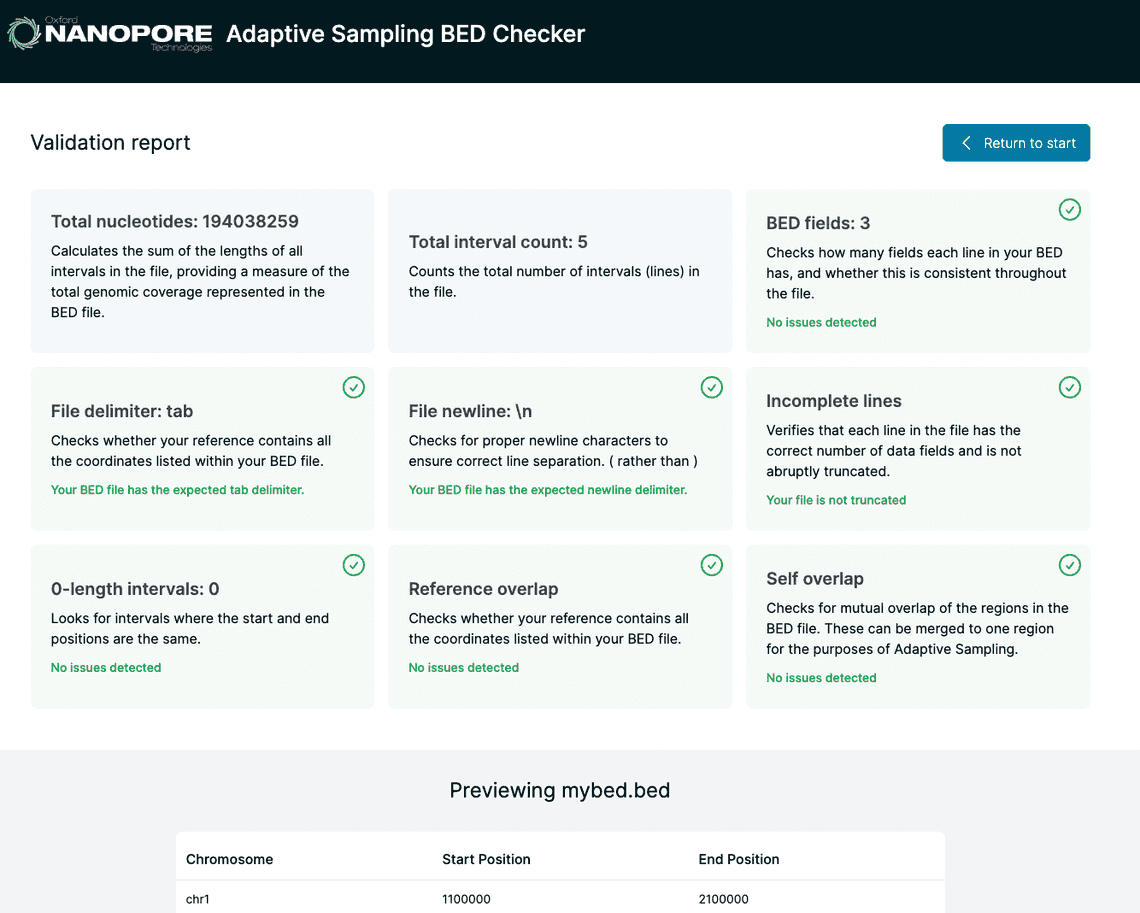 Oxford
NANOPORE
Technologies
Adaptive Sampling BED Checker
Validation report
Return to start
Total nucleotides: 194038259
Calculates the sum of the lengths of all
intervals in the file, providing a measure of the
total genomic coverage represented in the
BED file.
Total interval count: 5
Counts the total number of intervals (lines) in
the file.
BED fields: 3
Checks how many fields each line in your BED
has, and whether this is consistent throughout
the file.
No issues detected
File delimiter: tab
Checks whether your reference contains all
the coordinates listed within your BED file.
Your BED file has the expected tab delimiter.
File newline: \n
Checks for proper newline characters to
ensure correct line separation. ( rather than )
Your BED file has the expected newline delimiter.
Incomplete lines
Verifies that each line in the file has the
correct number of data fields and is not
abruptly truncated.
Your file is not truncated
0-length intervals: 0
Looks for intervals where the start and end
positions are the same.
No issues detected
Reference overlap
Checks whether your reference contains all
the coordinates listed within your BED file.
No issues detected
Self overlap
Checks for mutual overlap of the regions in the
BED file. These can be merged to one region
for the purposes of Adaptive Sampling.
No issues detected
Previewing mybed.bed
Chromosome Start Position End Position
chr1 1100000 2100000